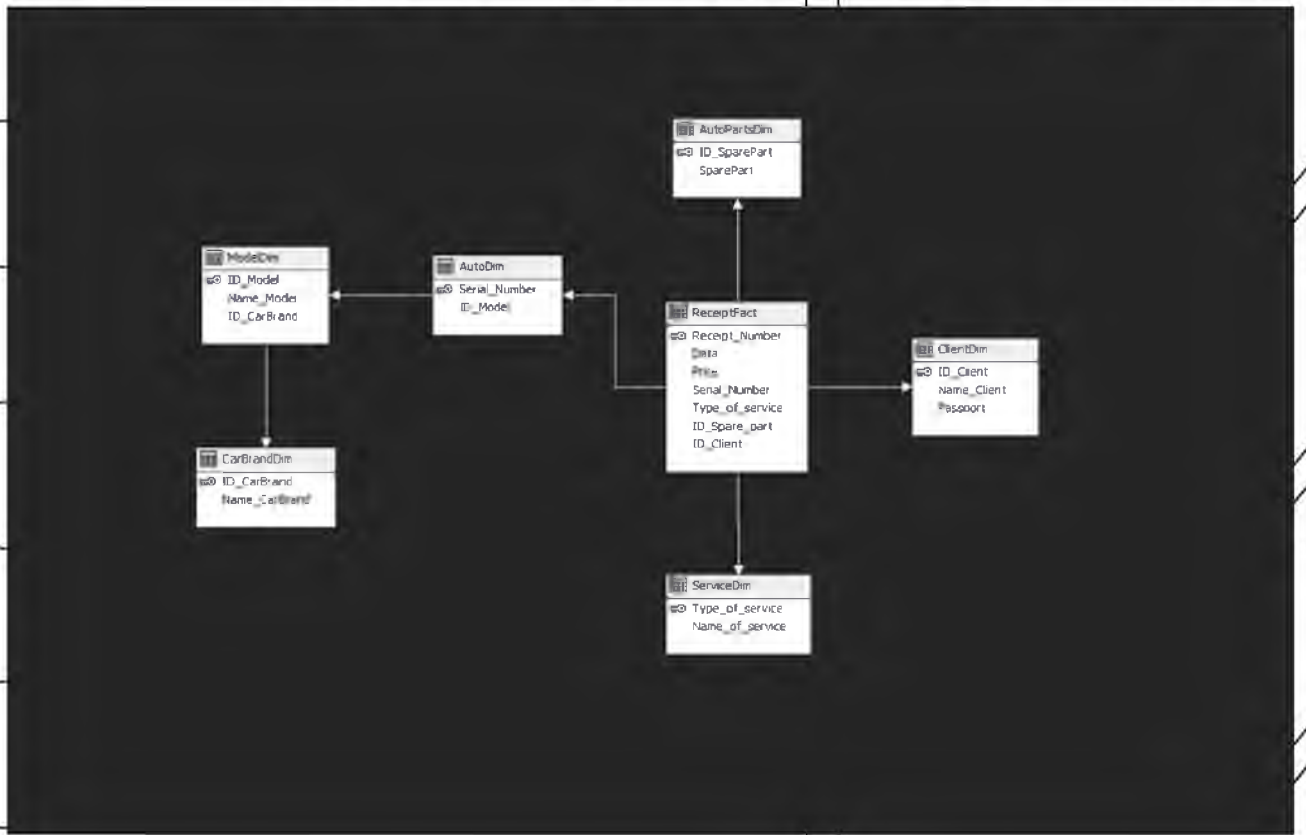 AutoPartsDim
ID_SparePart
SparePart
ModelDim
ID_Model
Name_Model
ID_CarBrand
AutoDim
Serial_Number
ID_Model
ReceiptFact
Receipt_Number
Data
Price
Serial_Number
Type_of_service
ID_Spare_part
ID_Client
ClientDim
ID_Client
Name_Client
Passport
CarBrandDim
ID_CarBrand
Name_CarBrand
ServiceDim
Type_of_service
Name_of_service